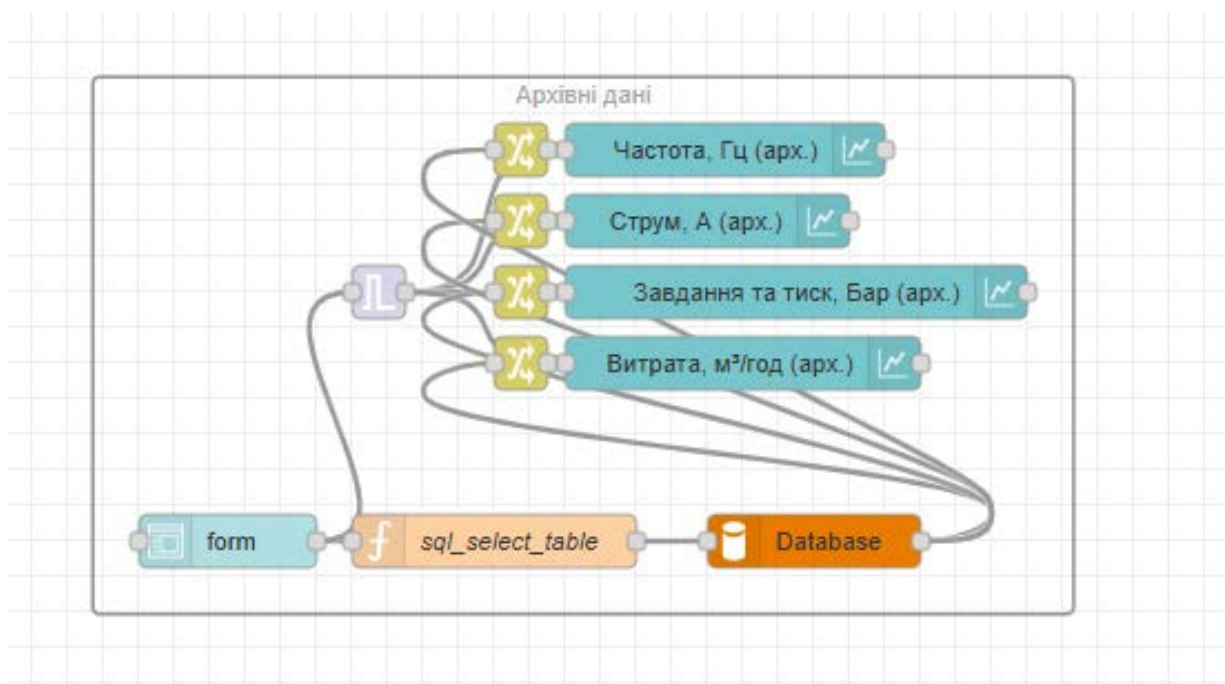 Архівні дані
Частота, Гц (арх.)
Струм, А (арх.)
Завдання та тиск, Бар (арх.)
Витрата, м³/год (арх.)
form
sql_select_table
Database